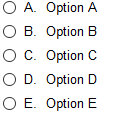 A. Option A
B. Option B
C. Option C
D. Option D
E. Option E